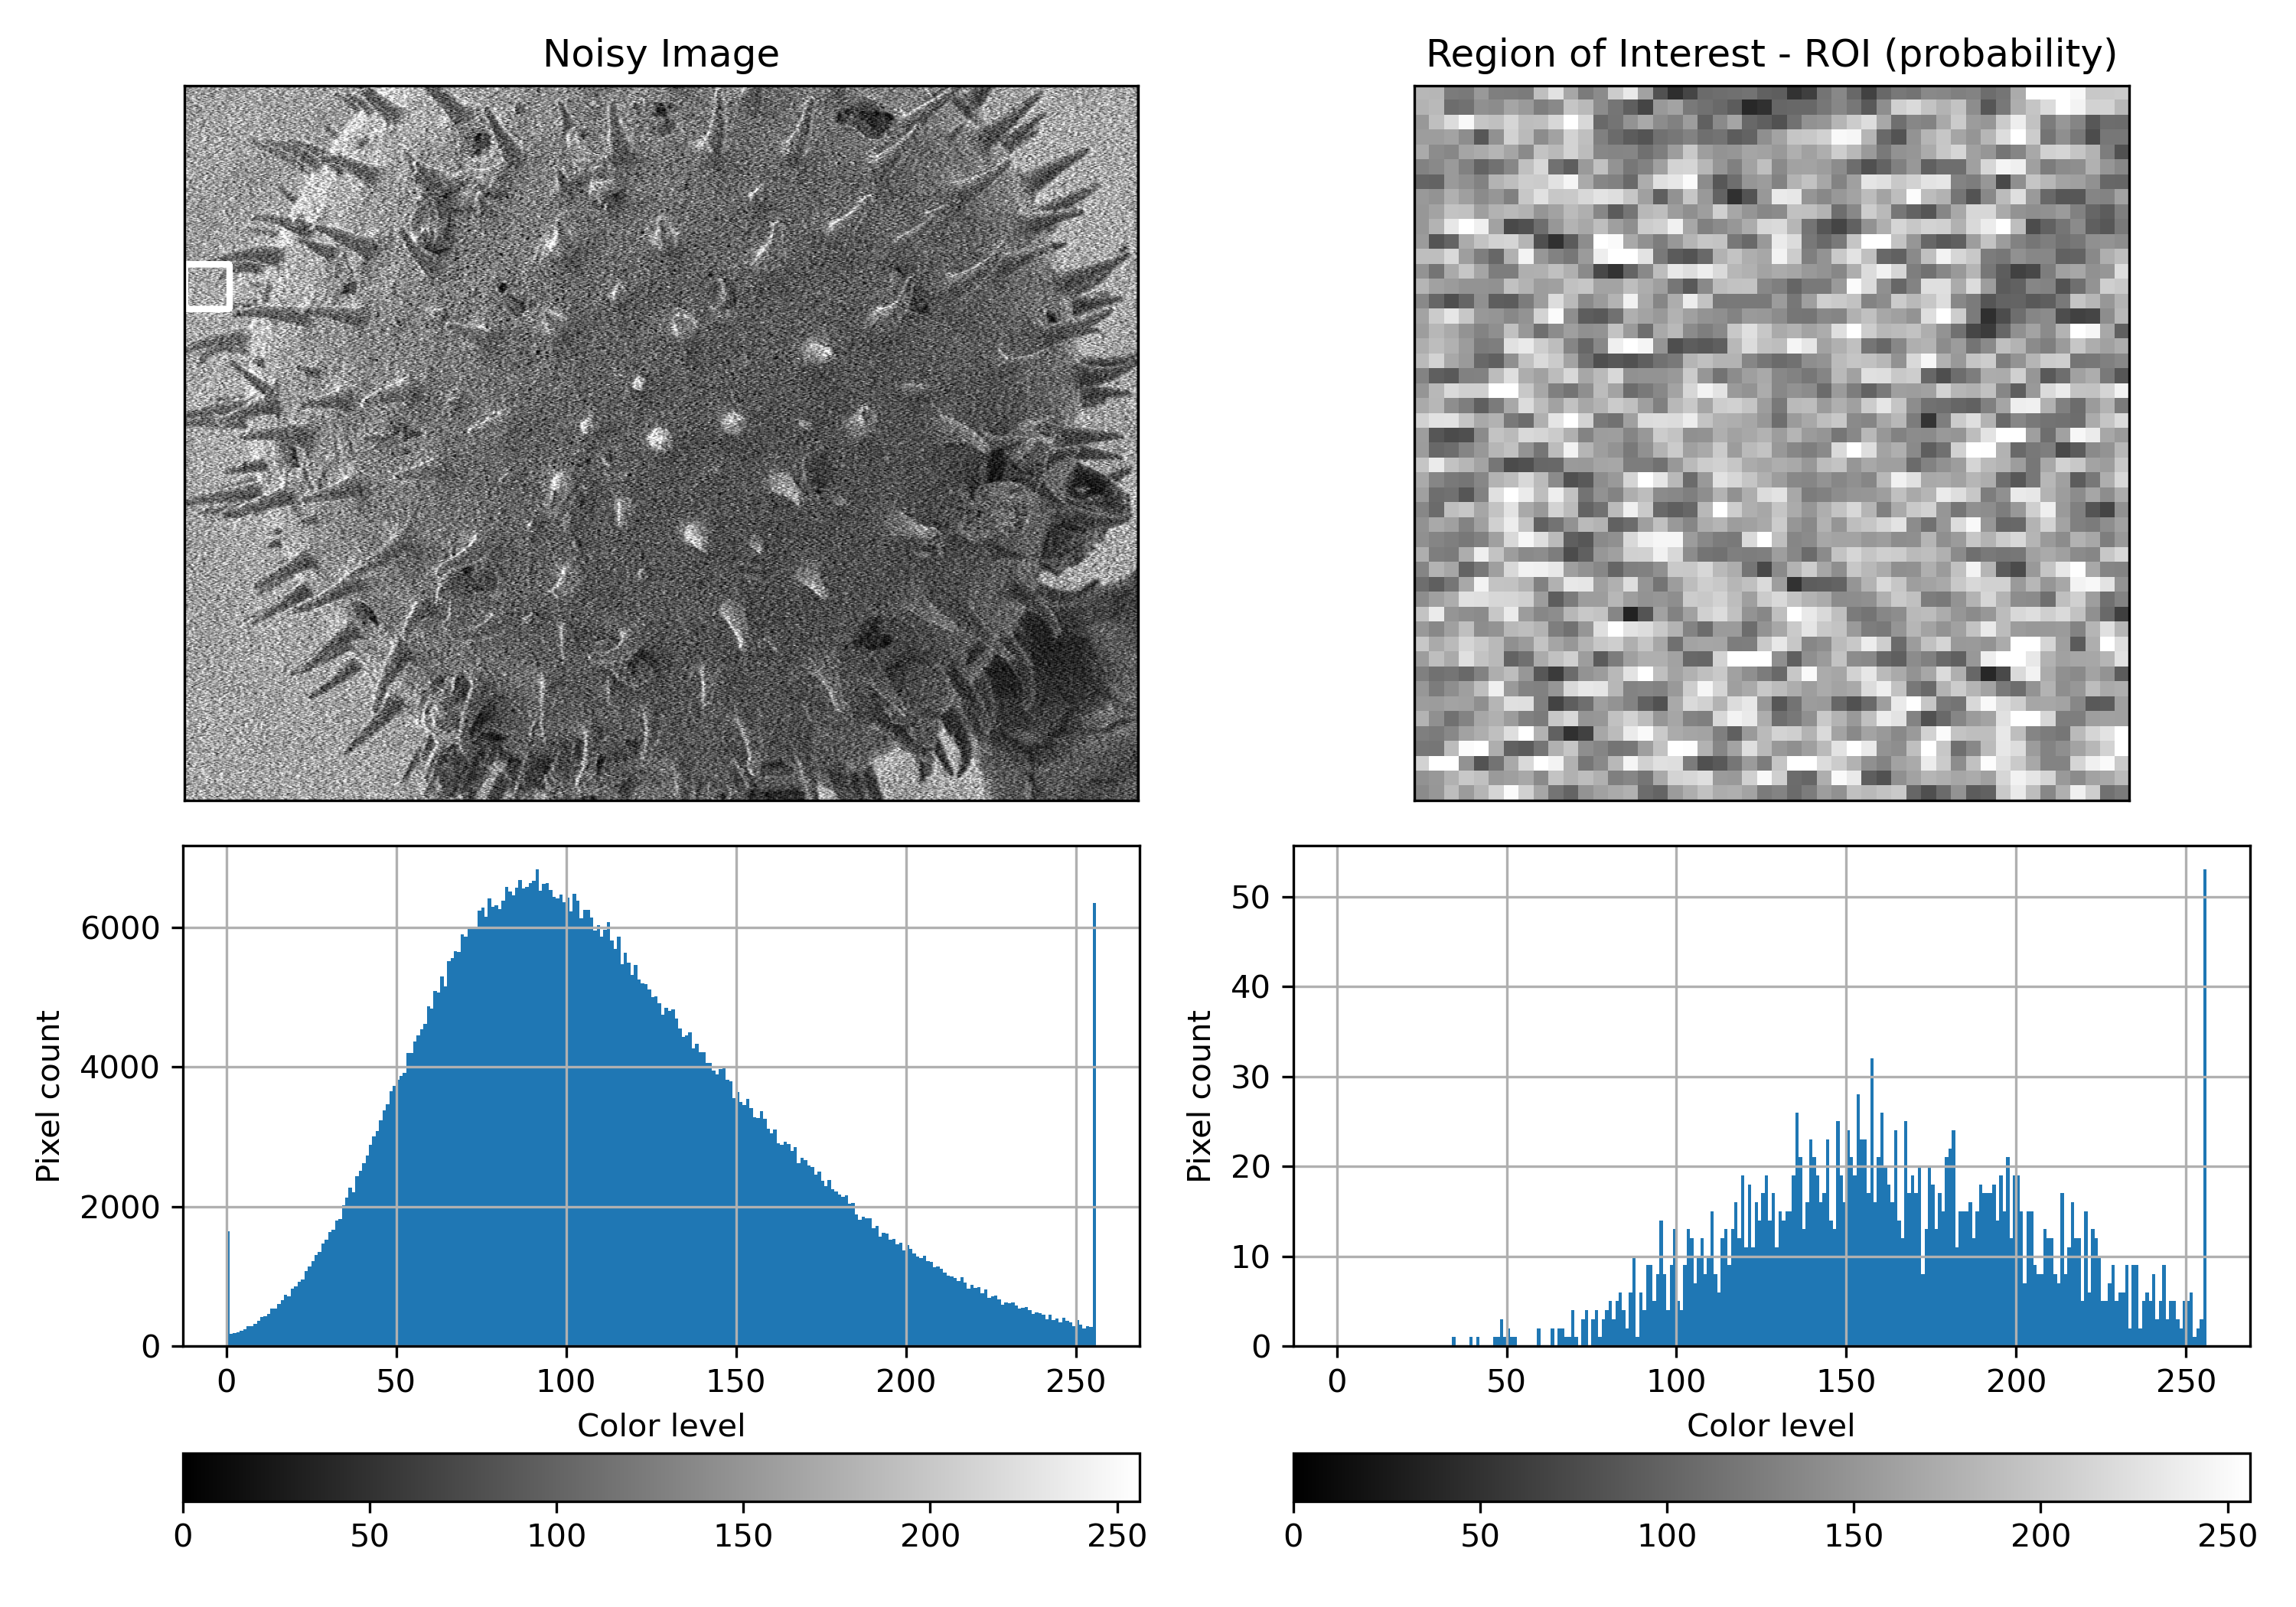 Noisy Image
Region of Interest - ROI (probability)
6000
4000
2000
0
Pixel count
0 50 100 150 200 250
Color level
0 50 100 150 200 250
50
40
30
20
10
0
Pixel count
0 50 100 150 200 250
Color level
0 50 100 150 200 250